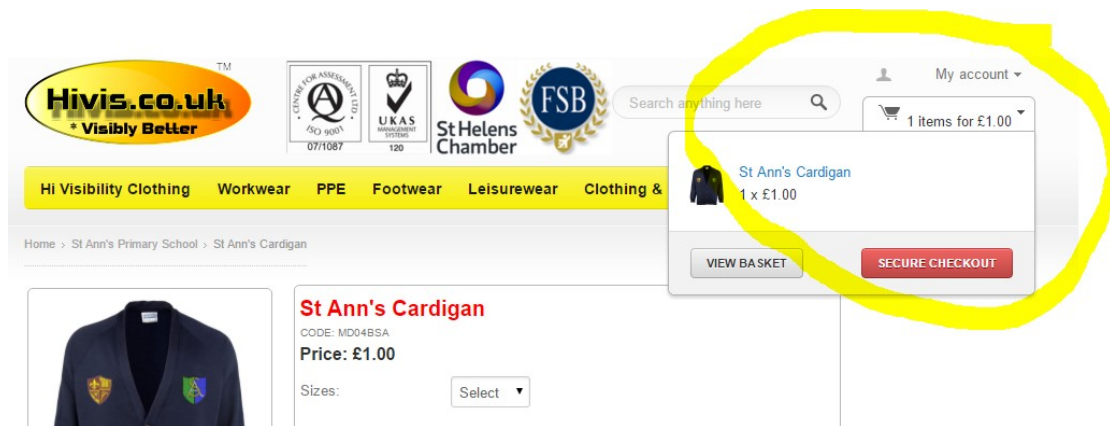 Hivis.co.uk
TM
* Visibly Better
CENTRE FOR ASSESSMENT LTD.
ISO 9001
07/1087
UKAS
MANAGEMENT
SYSTEMS
120
St Helens
Chamber
FSB
Search anything here
My account
1 items for £1.00
St Ann's Cardigan
1 x £1.00
VIEW BASKET
SECURE CHECKOUT
Hi Visibility Clothing Workwear PPE Footwear Leisurewear Clothing &
Home > St Ann's Primary School > St Ann's Cardigan
St Ann's Cardigan
CODE: MD04BSA
Price: £1.00
Sizes:
Select